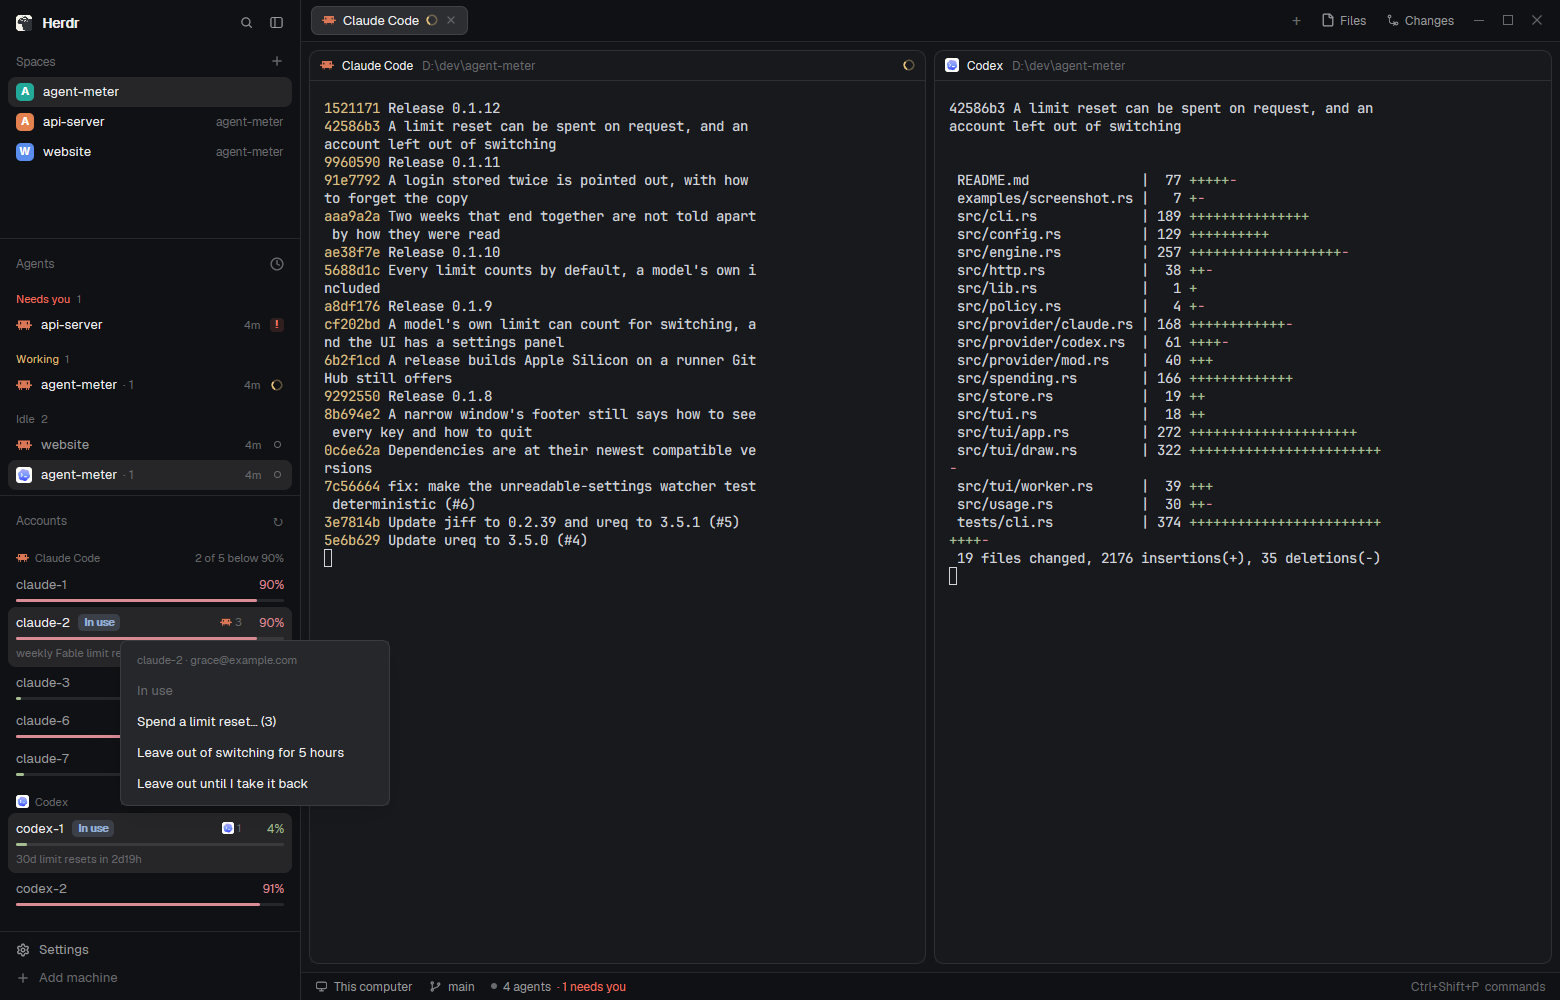 Herdr
Spaces
A agent-meter
A api-server agent-meter
W website agent-meter
Agents
Needs you 1
api-server 4m !
Working 1
agent-meter · 1 4m
Idle 2
website 4m
agent-meter · 1 4m
Accounts
Claude Code 2 of 5 below 90%
claude-1 90%
claude-2 In use 3 90%
weekly Fable limit re
claude-3
claude-6
claude-7
Codex
codex-1 In use 1 4%
30d limit resets in 2d19h
codex-2 91%
Settings
Add machine
claude-2 · grace@example.com
In use
Spend a limit reset... (3)
Leave out of switching for 5 hours
Leave out until I take it back
Claude Code
Files
Changes
Claude Code D:\dev\agent-meter
1521171 Release 0.1.12
42586b3 A limit reset can be spent on request, and an
account left out of switching
9960590 Release 0.1.11
91e7792 A login stored twice is pointed out, with how
to forget the copy
aaa9a2a Two weeks that end together are not told apart
by how they were read
ae38f7e Release 0.1.10
5688d1c Every limit counts by default, a model's own i
ncluded
a8df176 Release 0.1.9
cf202bd A model's own limit can count for switching, a
nd the UI has a settings panel
6b2f1cd A release builds Apple Silicon on a runner Git
Hub still offers
9292550 Release 0.1.8
8b694e2 A narrow window's footer still says how to see
every key and how to quit
0c6e62a Dependencies are at their newest compatible ve
rsions
7c56664 fix: make the unreadable-settings watcher test
deterministic (#6)
3e7814b Update jiff to 0.2.39 and ureq to 3.5.1 (#5)
5e6b629 Update ureq to 3.5.0 (#4)
Codex D:\dev\agent-meter
42586b3 A limit reset can be spent on request, and an
account left out of switching
README.md | 77 +++++-
examples/screenshot.rs | 7 +-
src/cli.rs | 189 +++++++++++++++
src/config.rs | 129 ++++++++++
src/engine.rs | 257 +++++++++++++++++++-
src/http.rs | 38 ++-
src/lib.rs | 1 +
src/policy.rs | 4 +-
src/provider/claude.rs | 168 ++++++++++++-
src/provider/codex.rs | 61 ++++-
src/provider/mod.rs | 40 +++
src/spending.rs | 166 +++++++++++++
src/store.rs | 19 ++
src/tui.rs | 18 ++
src/tui/app.rs | 272 +++++++++++++++++++++
src/tui/draw.rs | 322 ++++++++++++++++++++++++
-
src/tui/worker.rs | 39 +++
src/usage.rs | 30 ++-
tests/cli.rs | 374 ++++++++++++++++++++++++
++++-
19 files changed, 2176 insertions(+), 35 deletions(-)
This computer main 4 agents · 1 needs you
Ctrl+Shift+P commands